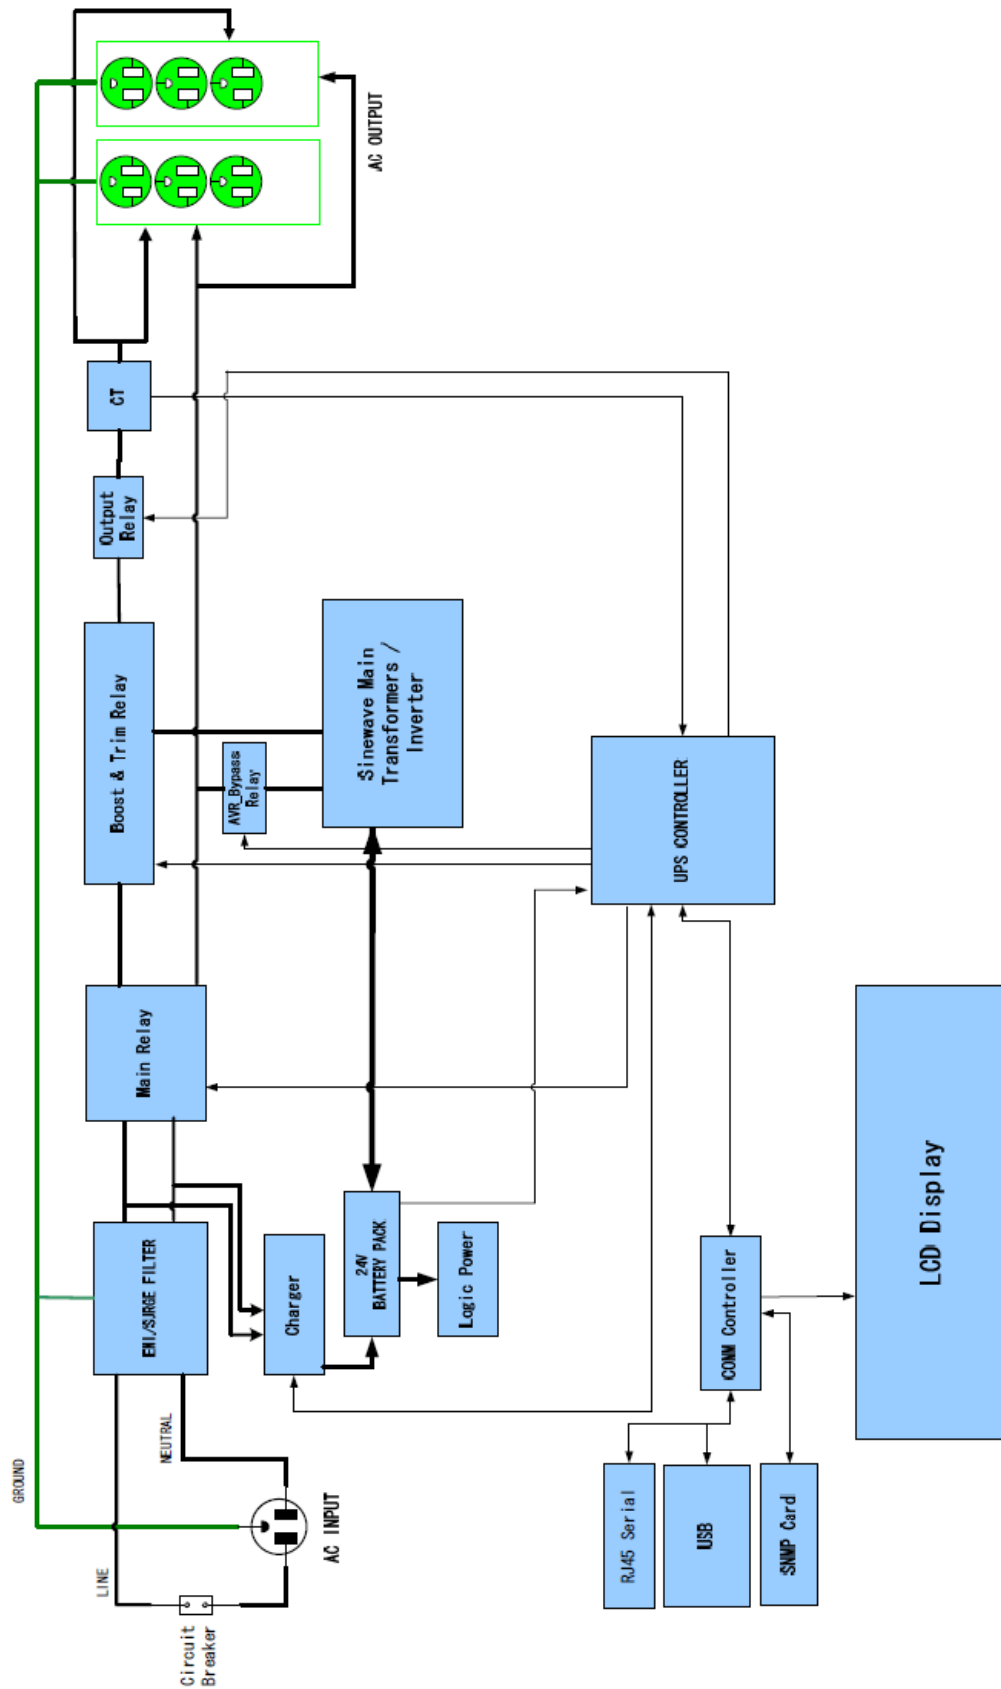 GROUND
LINE
NEUTRAL
Circuit
Breaker
AC INPUT
EMI/SURGE FILTER
Main Relay
Boost & Trim Relay
Output
Relay
CT
AC OUTPUT
Charger
24V
BATTERY PACK
Logic Power
AVR_Bypass
Relay
Sinewave Main
Transformers /
Inverter
UPS CONTROLLER
RJ45 Serial
USB
SNMP Card
COMM Controller
LCD Display